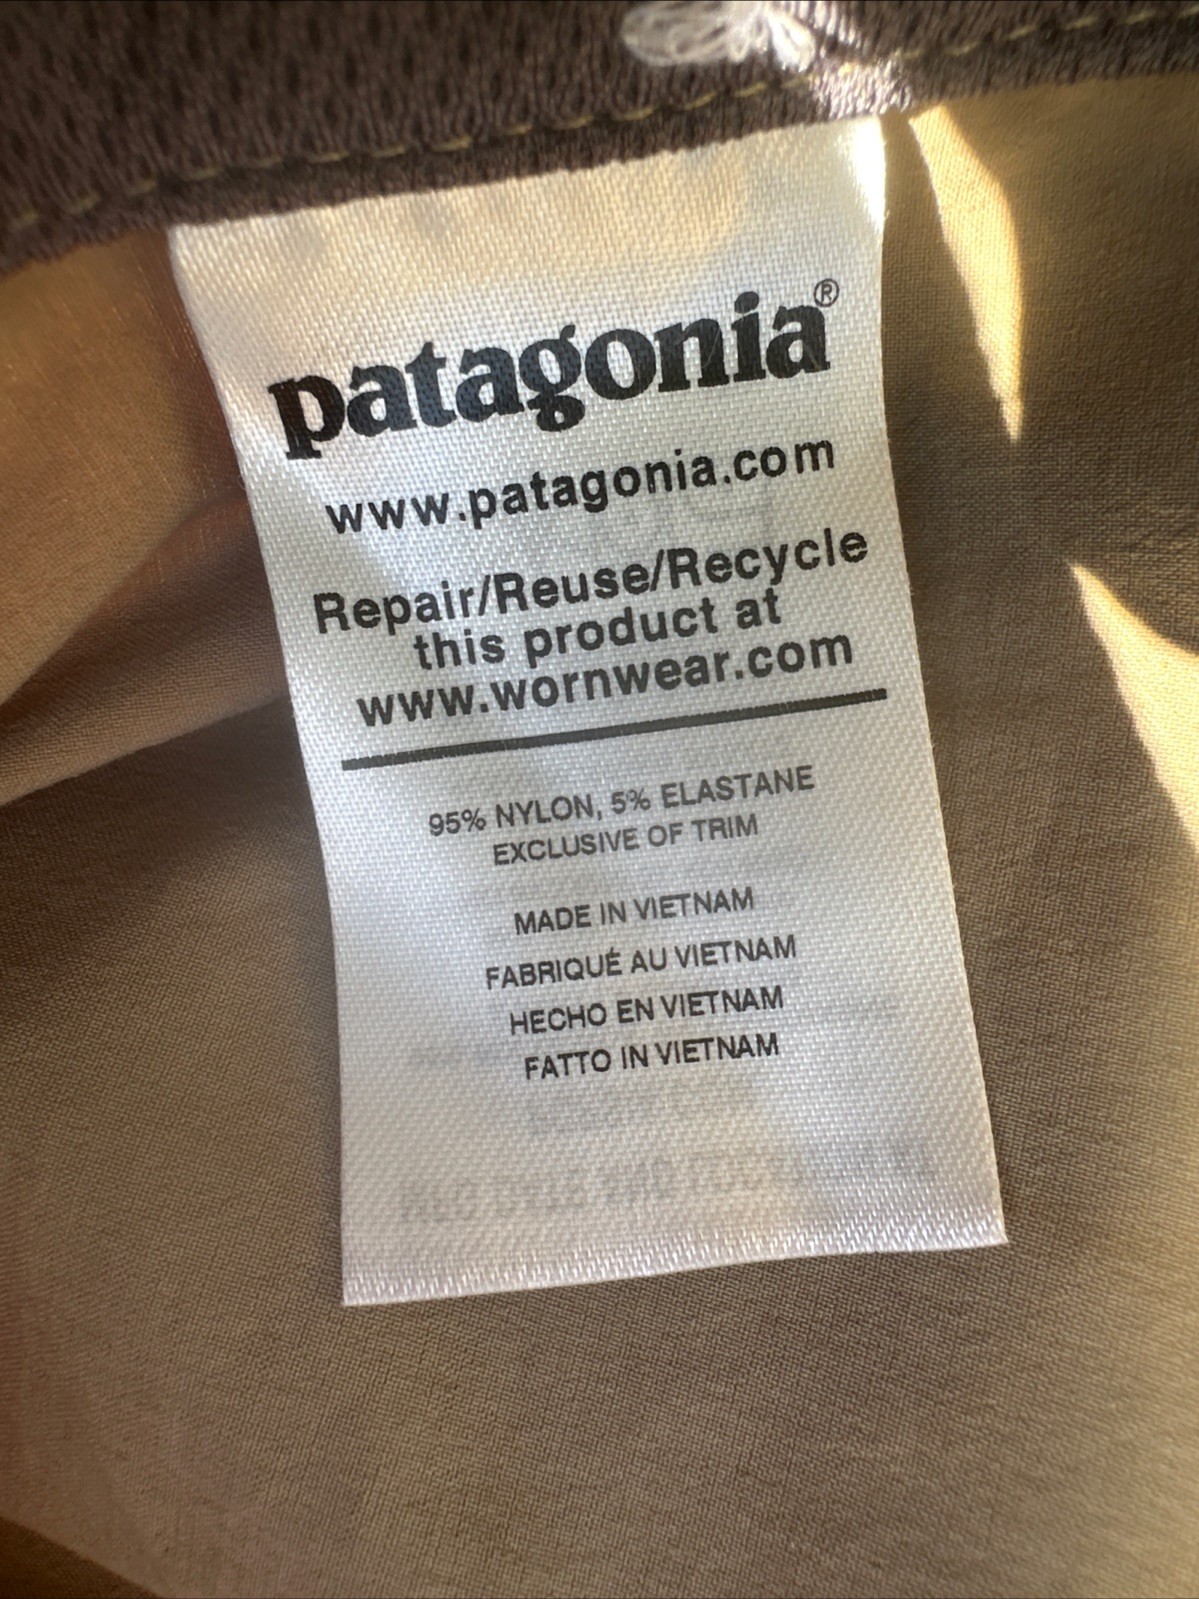 patagonia®
www.patagonia.com
Repair/Reuse/Recycle
this product at
www.wornwear.com
95% NYLON, 5% ELASTANE
EXCLUSIVE OF TRIM
MADE IN VIETNAM
FABRIQUÉ AU VIETNAM
HECHO EN VIETNAM
FATTO IN VIETNAM